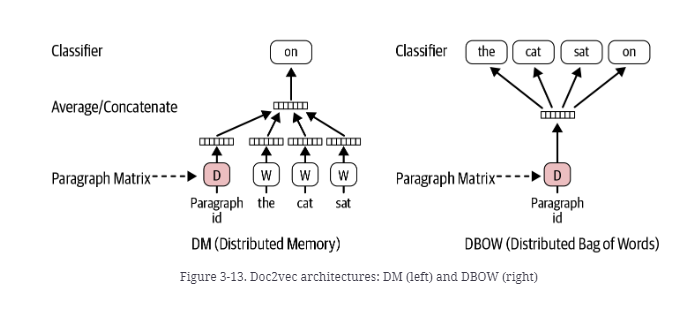 Classifier
on
Average/Concatenate
Paragraph Matrix
D
W
W
W
Paragraph id
the
cat
sat
DM (Distributed Memory)
Classifier
the
cat
sat
on
Paragraph Matrix
D
Paragraph id
DBOW (Distributed Bag of Words)
Figure 3-13. Doc2vec architectures: DM (left) and DBOW (right)